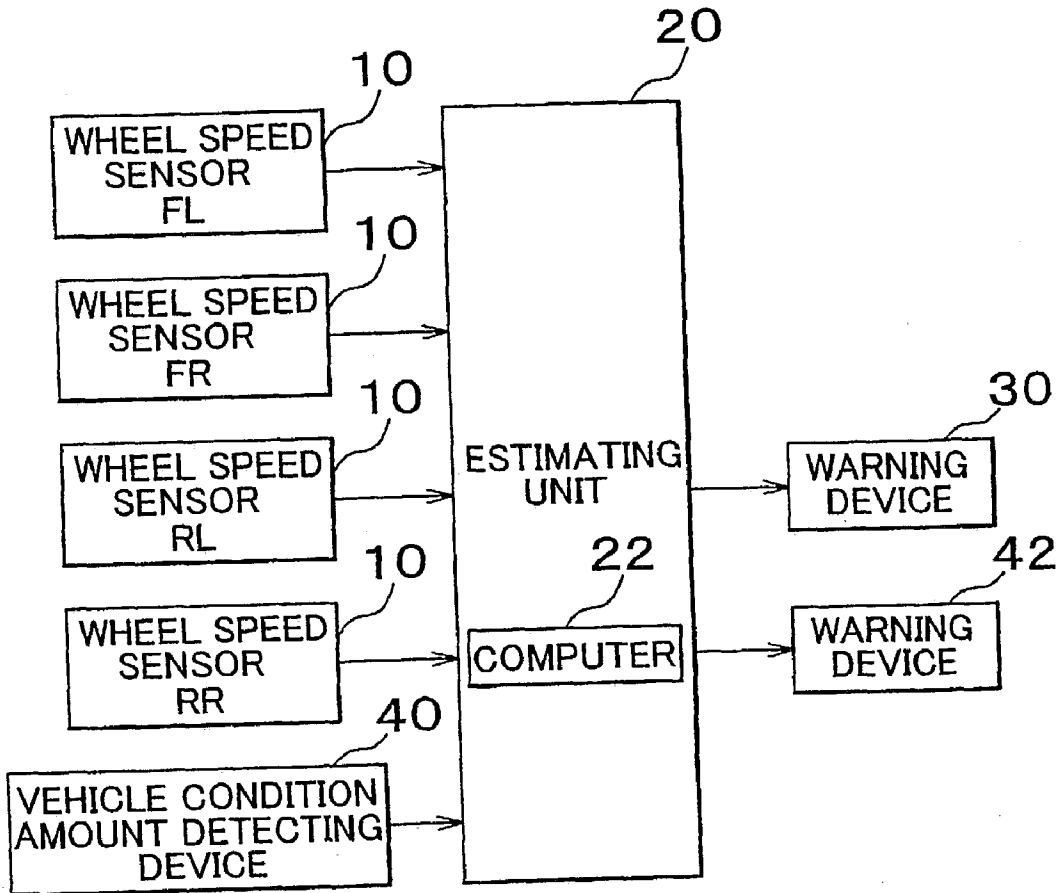 20
10
WHEEL SPEED
SENSOR
FL
10
WHEEL SPEED
SENSOR
FR
10
WHEEL SPEED
SENSOR
RL
10
WHEEL SPEED
SENSOR
RR
40
VEHICLE CONDITION
AMOUNT DETECTING
DEVICE
ESTIMATING
UNIT
22
COMPUTER
30
WARNING
DEVICE
42
WARNING
DEVICE